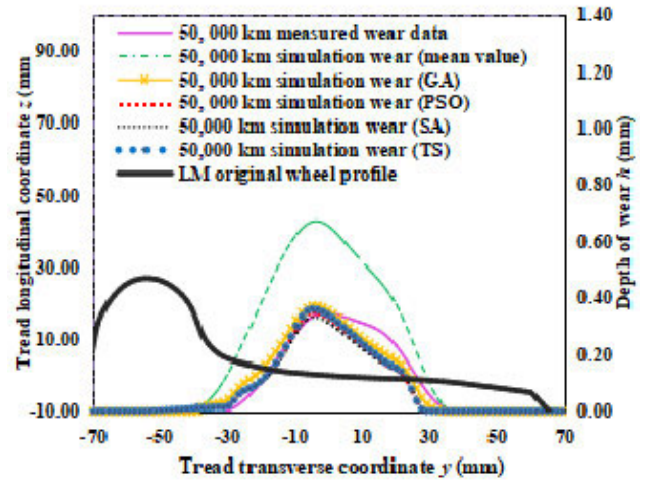 Tread longitudinal coordinate z (mm
90.00
70.00
50.00
30.00
10.00
-10.00
50, 000 km measured wear data
50, 000 km simulation wear (mean value)
50, 000 km simulation wear (GA)
50, 000 km simulation wear (PSO)
50,000 km simulation wear (SA)
50,000 km simulation wear (TS)
LM original wheel profile
1.40
1.20
1.00
0.80
0.60
0.40
0.20
0.00
Depth of wear h (mm)
-70 -50 -30 -10 10 30 50 70
Tread transverse coordinate y (mm)